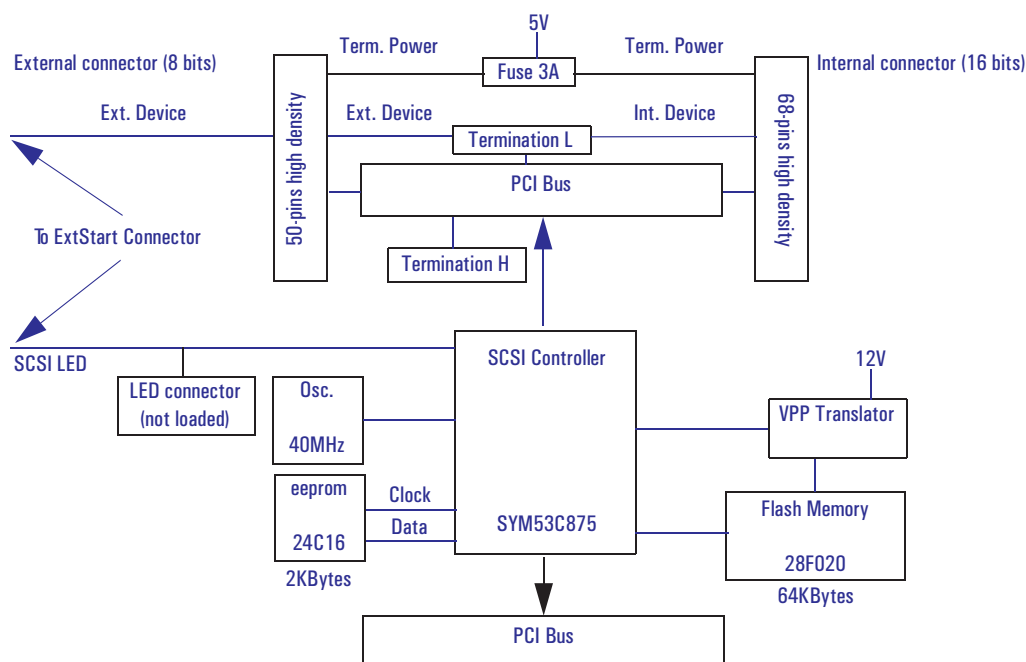 5V
Term. Power
Term. Power
External connector (8 bits)
Fuse 3A
Internal connector (16 bits)
Ext. Device
Ext. Device
Int. Device
50-pins high density
68-pins high density
Termination L
PCI Bus
To ExtStart Connector
Termination H
SCSI LED
SCSI Controller
12V
LED connector
(not loaded)
Osc.
40MHz
VPP Translator
eeprom
24C16
Clock
Data
SYM53C875
Flash Memory
28F020
2KBytes
64KBytes
PCI Bus